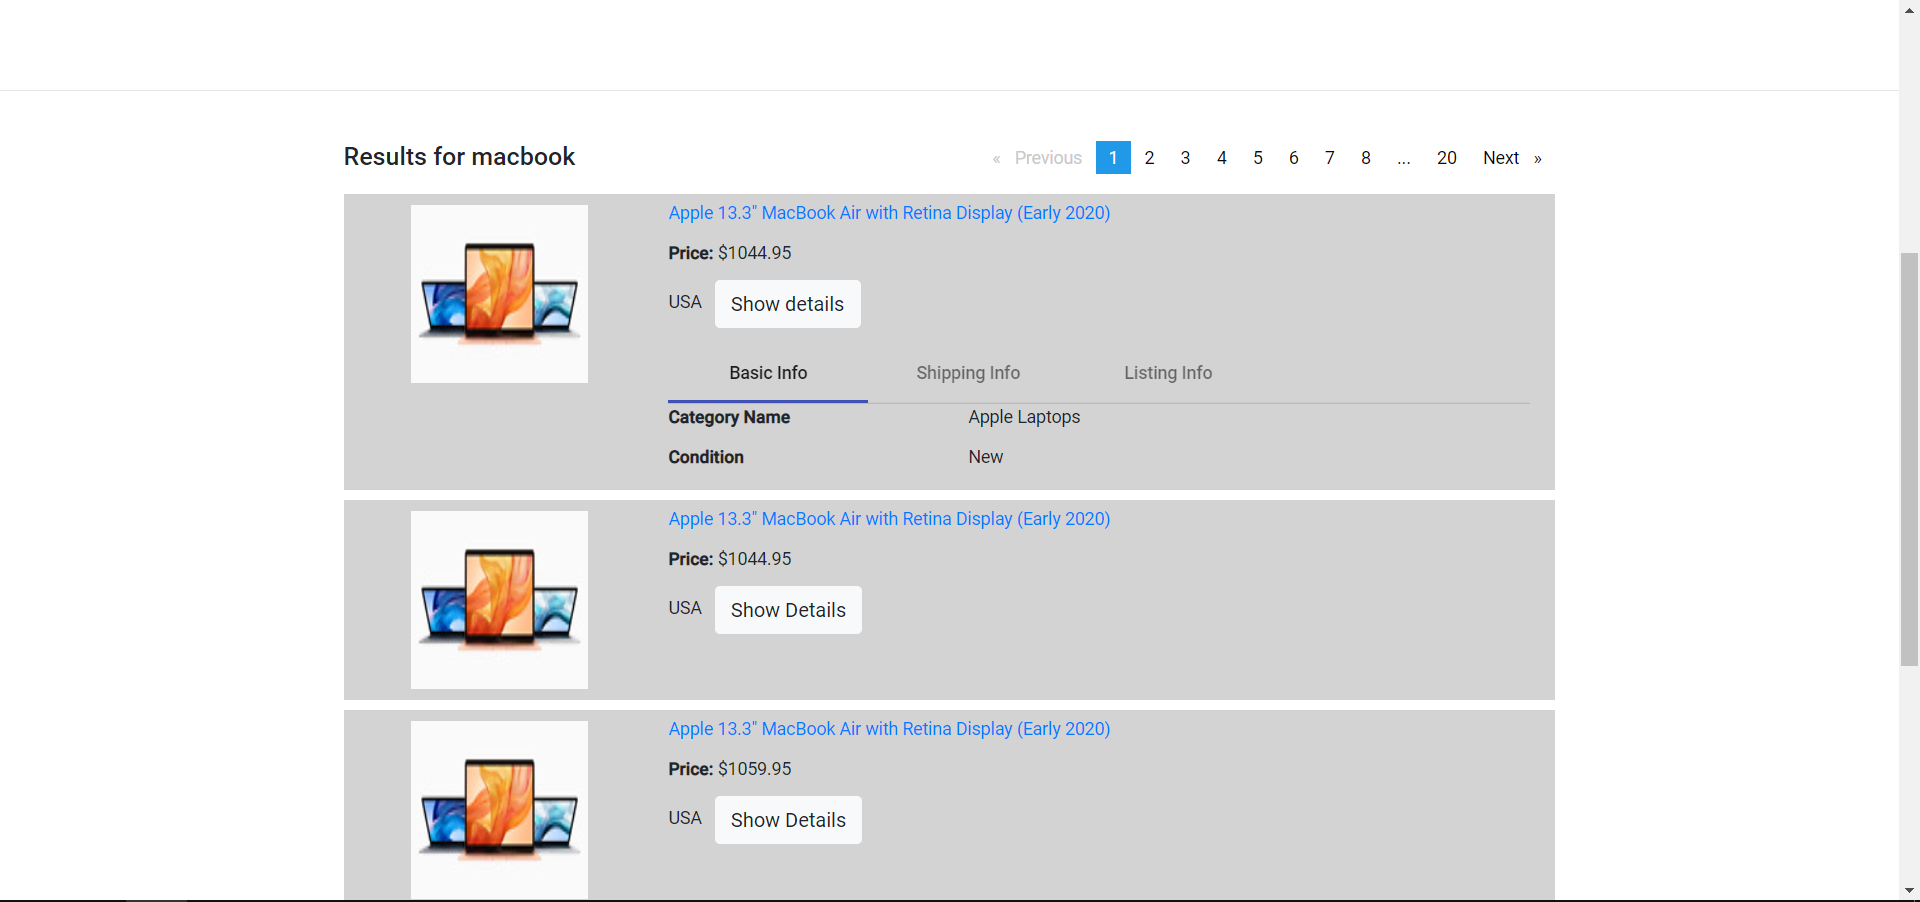 Results for macbook
« Previous 1 2 3 4 5 6 7 8 ... 20 Next »
Apple 13.3" MacBook Air with Retina Display (Early 2020)
Price: $1044.95
USA Show details
Basic Info Shipping Info Listing Info
Category Name Apple Laptops
Condition New
Apple 13.3" MacBook Air with Retina Display (Early 2020)
Price: $1044.95
USA Show Details
Apple 13.3" MacBook Air with Retina Display (Early 2020)
Price: $1059.95
USA Show Details